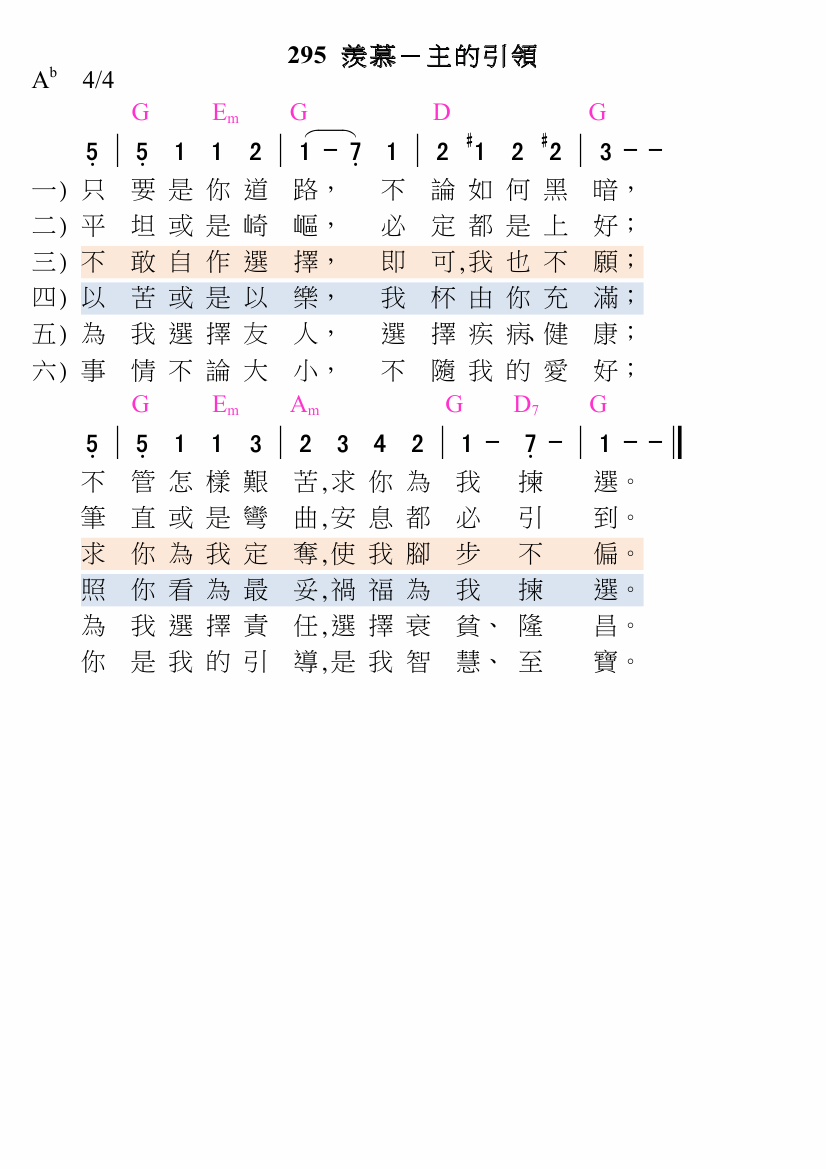 295 羨慕－主的引領
A♭ 4/4
G Em G D G
5̣ | 5̣ 1 1 2 | 1 － 7̣ 1 | 2 #1 2 #2 | 3 － －
一) 只 要是你道 路， 不 論如何黑 暗，
二) 平 坦或是崎 嶇， 必 定都是上 好；
三) 不 敢自作選 擇， 即 可,我也不 願；
四) 以 苦或是以 樂， 我 杯由你充 滿；
五) 為 我選擇友 人， 選 擇疾病、健 康；
六) 事 情不論大 小， 不 隨我的愛 好；
G Em Am G D7 G
5̣ | 5̣ 1 1 3 | 2 3 4 2 | 1 － 7̣ － | 1 － － ‖
不 管怎樣艱 苦,求你為 我 揀 選。
筆 直或是彎 曲,安息都 必 引 到。
求 你為我定 奪,使我腳 步 不 偏。
照 你看為最 妥,禍福為 我 揀 選。
為 我選擇責 任,選擇衰 貧、 隆 昌。
你 是我的引 導,是我智 慧、 至 寶。